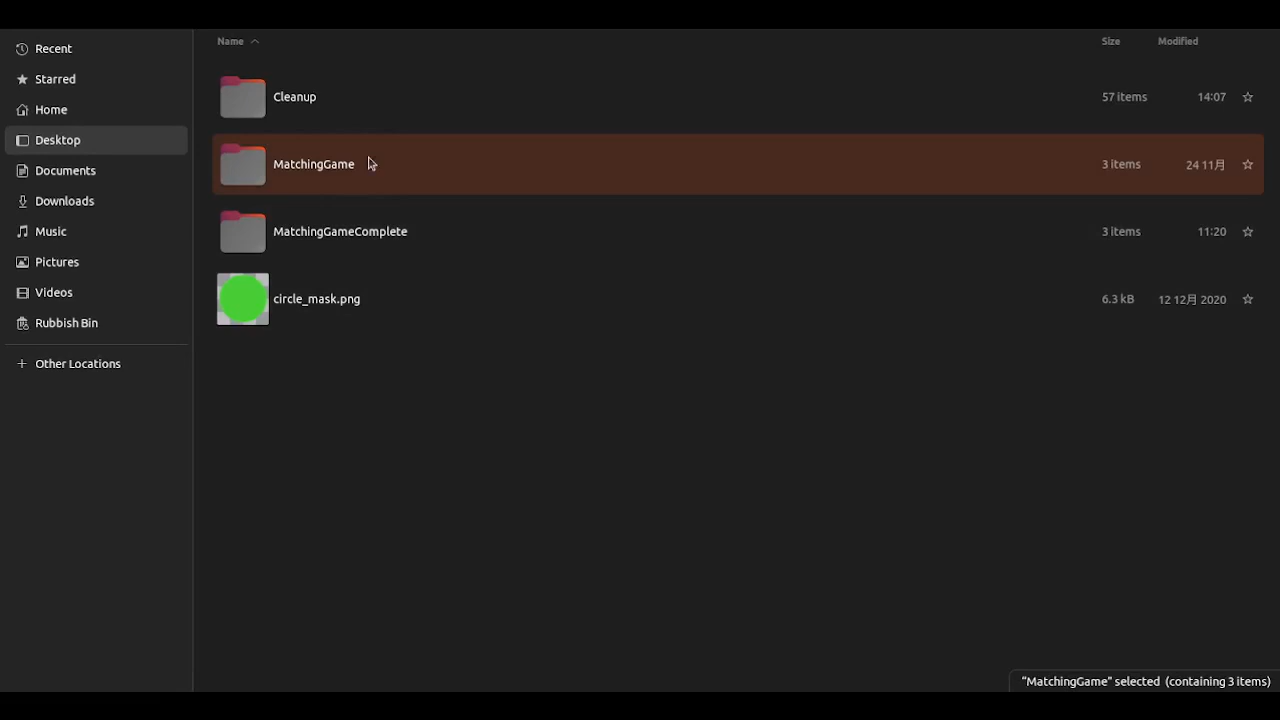 Recent
Starred
Home
Desktop
Documents
Downloads
Music
Pictures
Videos
Rubbish Bin
Other Locations
Name Size Modified
Cleanup 57 items 14:07
MatchingGame 3 items 24 11月
MatchingGameComplete 3 items 11:20
circle_mask.png 6.3 kB 12 12月 2020
“MatchingGame” selected (containing 3 items)